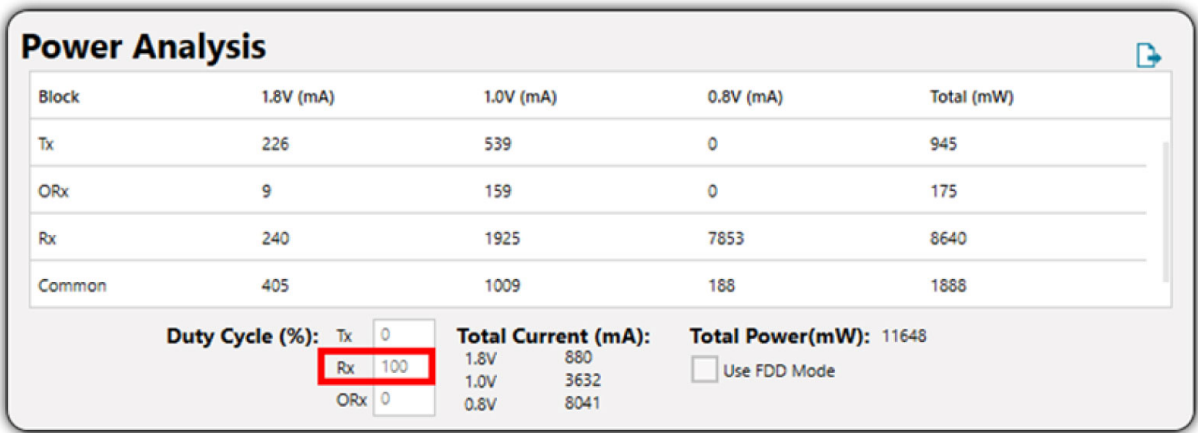 Power Analysis
Block 1.8V (mA) 1.0V (mA) 0.8V (mA) Total (mW)
Tx 226 539 0 945
ORx 9 159 0 175
Rx 240 1925 7853 8640
Common 405 1009 188 1888
Duty Cycle (%): Tx 0 Total Current (mA): Total Power(mW): 11648
Rx 100 1.8V 880 Use FDD Mode
1.0V 3632
ORx 0 0.8V 8041